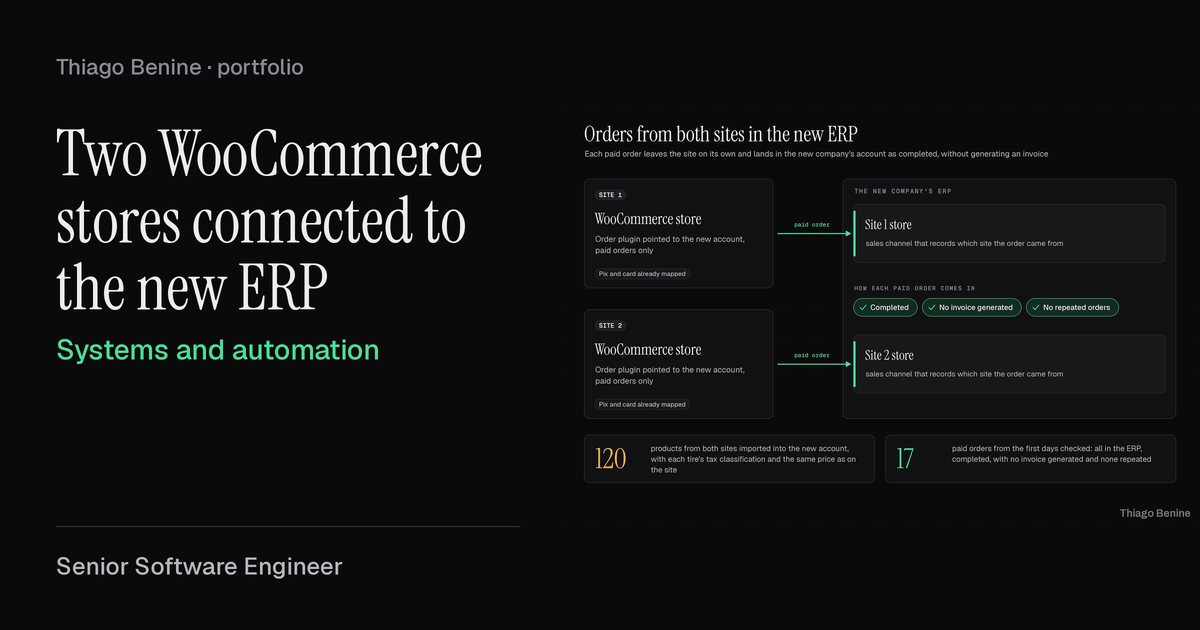 Thiago Benine · portfolio
Two WooCommerce
stores connected to
the new ERP
Systems and automation
Senior Software Engineer
Orders from both sites in the new ERP
Each paid order leaves the site on its own and lands in the new company's account as completed, without generating an invoice
SITE 1
WooCommerce store
Order plugin pointed to the new account,
paid orders only
Pix and card already mapped
paid order
SITE 2
WooCommerce store
Order plugin pointed to the new account,
paid orders only
Pix and card already mapped
paid order
THE NEW COMPANY'S ERP
Site 1 store
sales channel that records which site the order came from
HOW EACH PAID ORDER COMES IN
Completed
No invoice generated
No repeated orders
Site 2 store
sales channel that records which site the order came from
120
products from both sites imported into the new account,
with each tire's tax classification and the same price as on
the site
17
paid orders from the first days checked: all in the ERP,
completed, with no invoice generated and none repeated
Thiago Benine